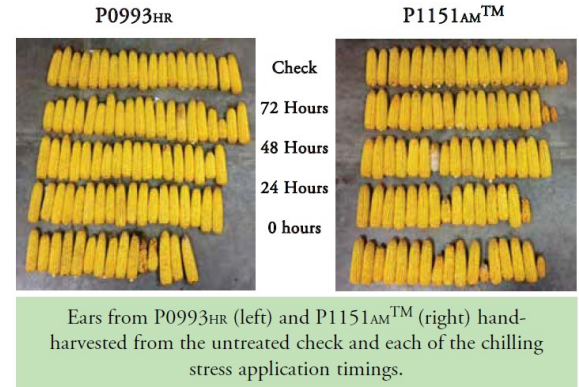 P0993HR
P1151AM™
Check
72 Hours
48 Hours
24 Hours
0 hours
Ears from P0993HR (left) and P1151AM™ (right) hand-
harvested from the untreated check and each of the chilling
stress application timings.